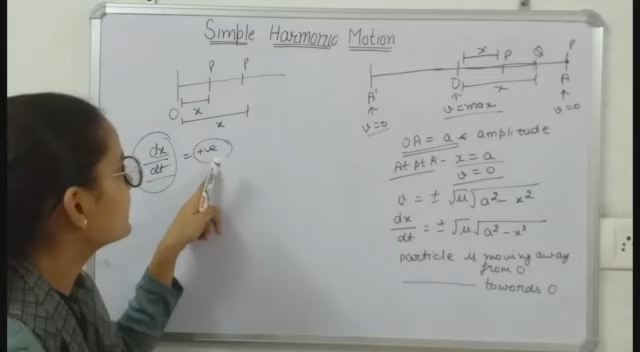 Simple Harmonic Motion
P P
O x
x
dx/dt = +ve
x P Q P
A' O x A
v=0 v=max v=0
OA = a ← amplitude
At pt A - x = a
v = 0
v = ± √μ √a² - x²
dx/dt = ± √μ √a² - x²
particle is moving away
from O
towards O